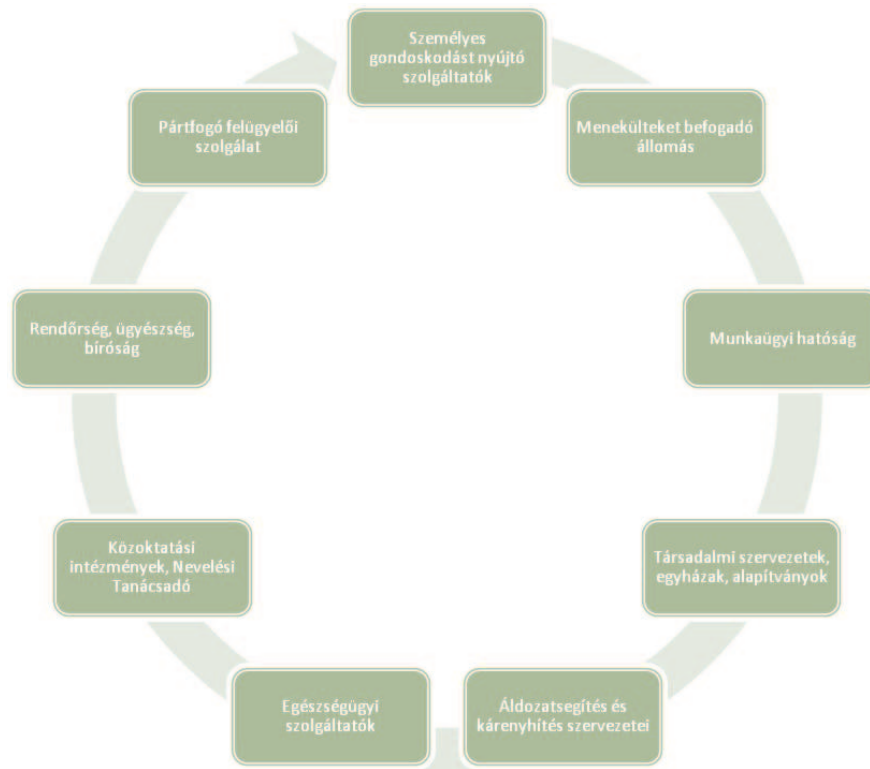 Személyes
gondoskodást nyújtó
szolgáltatók
Menekülteket befogadó
állomás
Munkaügyi hatóság
Társadalmi szervezetek,
egyházak, alapítványok
Áldozatsegítés és
kárenyhítés szervezetei
Egészségügyi
szolgáltatók
Közoktatási
intézmények, Nevelési
Tanácsadó
Rendőrség, ügyészség,
bíróság
Pártfogó felügyelői
szolgálat